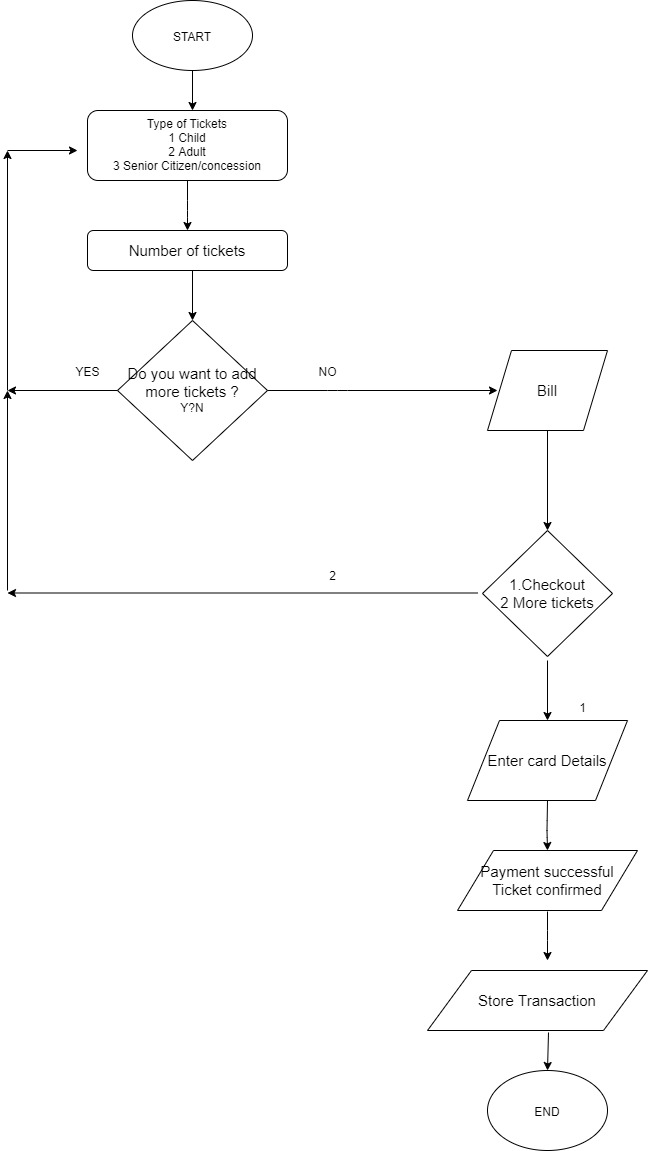 START
Type of Tickets
1 Child
2 Adult
3 Senior Citizen/concession
Number of tickets
Do you want to add
more tickets ?
Y?N
YES
NO
Bill
1.Checkout
2 More tickets
2
1
Enter card Details
Payment successful
Ticket confirmed
Store Transaction
END